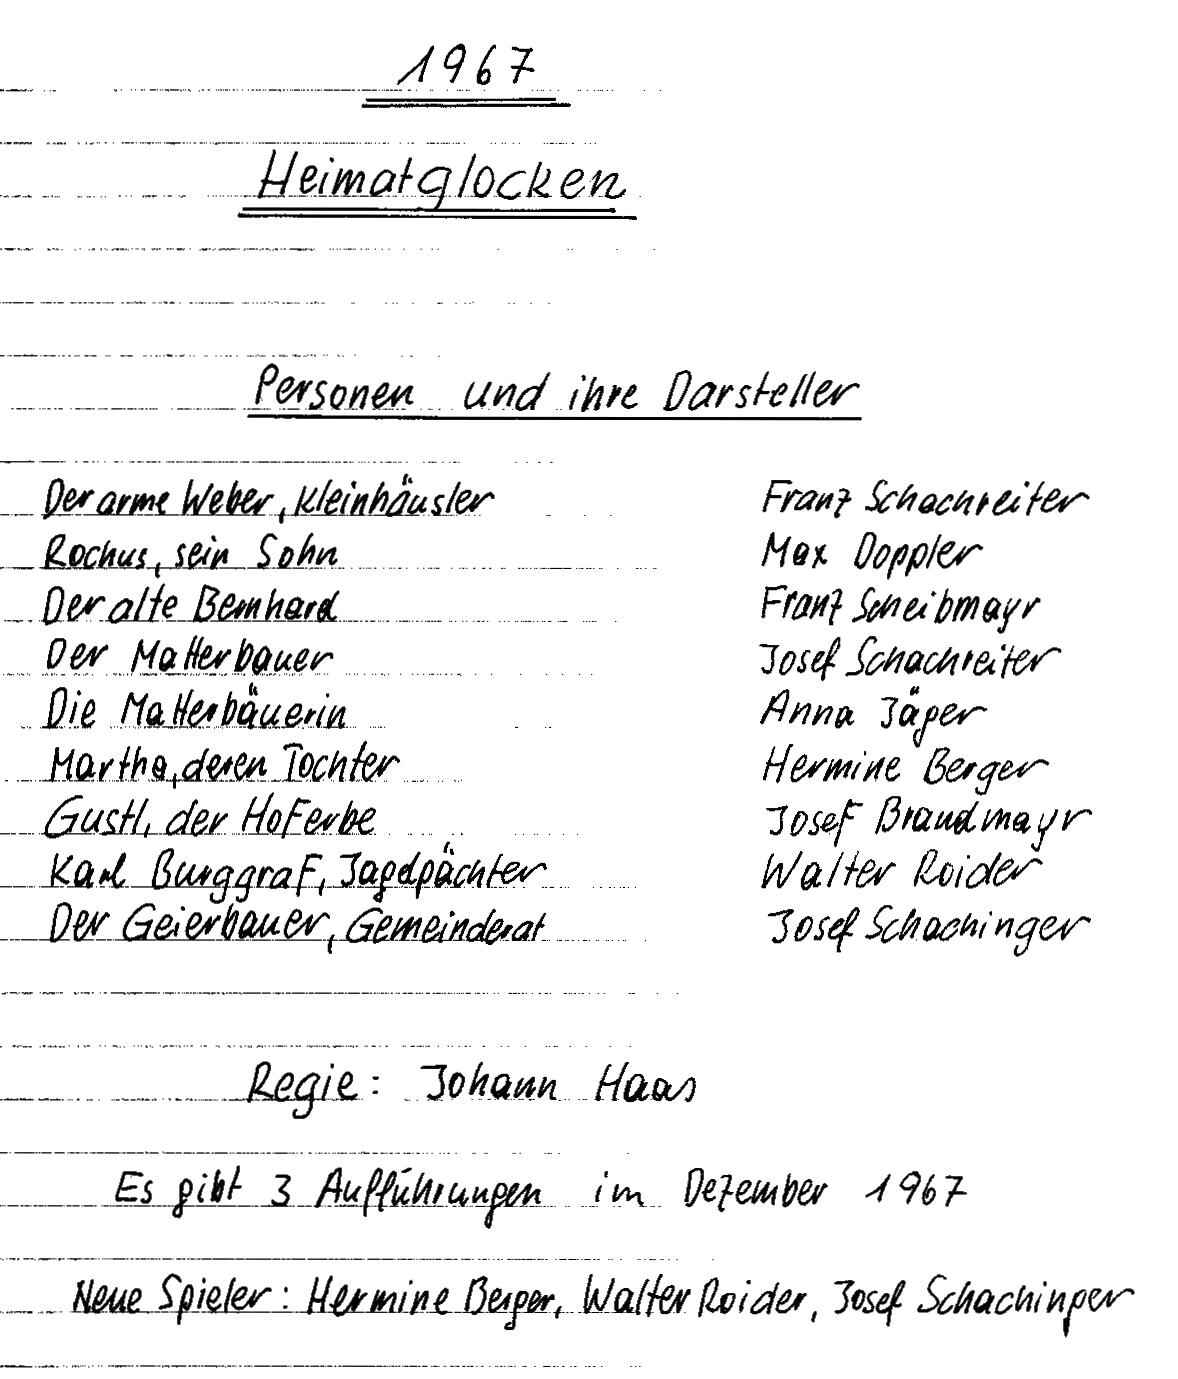 1967
Heimatglocken
Personen und ihre Darsteller
Der arme Weber, Kleinhäusler Franz Schachreiter
Rochus, sein Sohn Max Doppler
Der alte Bernhard Franz Scheibmayr
Der Matterbauer Josef Schachreiter
Die Matterbäuerin Anna Jäger
Martha, deren Tochter Hermine Berger
Gustl, der Hoferbe Josef Brandmayr
Karl Burggraf, Jagdpächter Walter Roider
Der Geierbauer, Gemeinderat Josef Schachinger
Regie: Johann Haas
Es gibt 3 Aufführungen im Dezember 1967
Neue Spieler: Hermine Berger, Walter Roider, Josef Schachinger